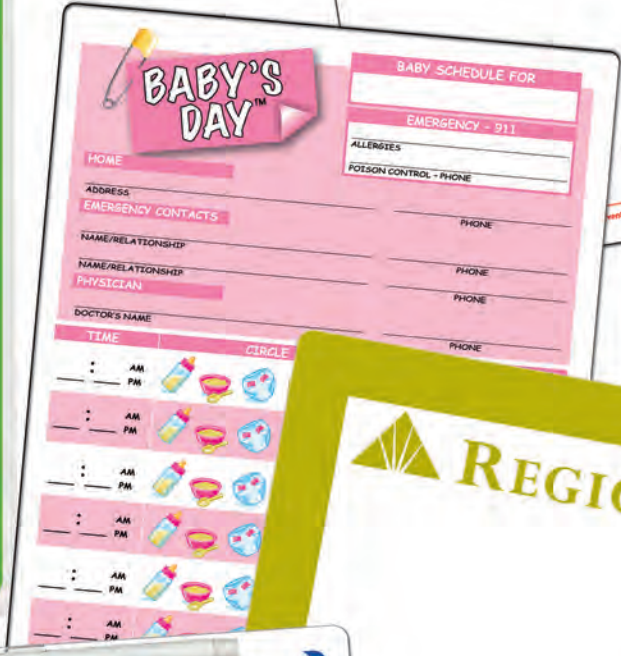 BABY'S
DAY™
BABY SCHEDULE FOR
EMERGENCY - 911
ALLERGIES
POISON CONTROL - PHONE
HOME
ADDRESS
PHONE
EMERGENCY CONTACTS
NAME/RELATIONSHIP
PHONE
NAME/RELATIONSHIP
PHONE
PHYSICIAN
DOCTOR'S NAME
PHONE
TIME CIRCLE
: AM
PM
: AM
PM
: AM
PM
: AM
PM
: AM
PM
: AM
PM
REGIO